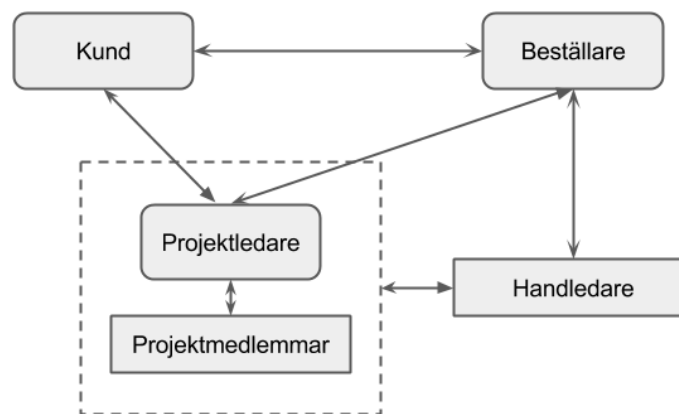 Kund
Beställare
Projektledare
Handledare
Projektmedlemmar